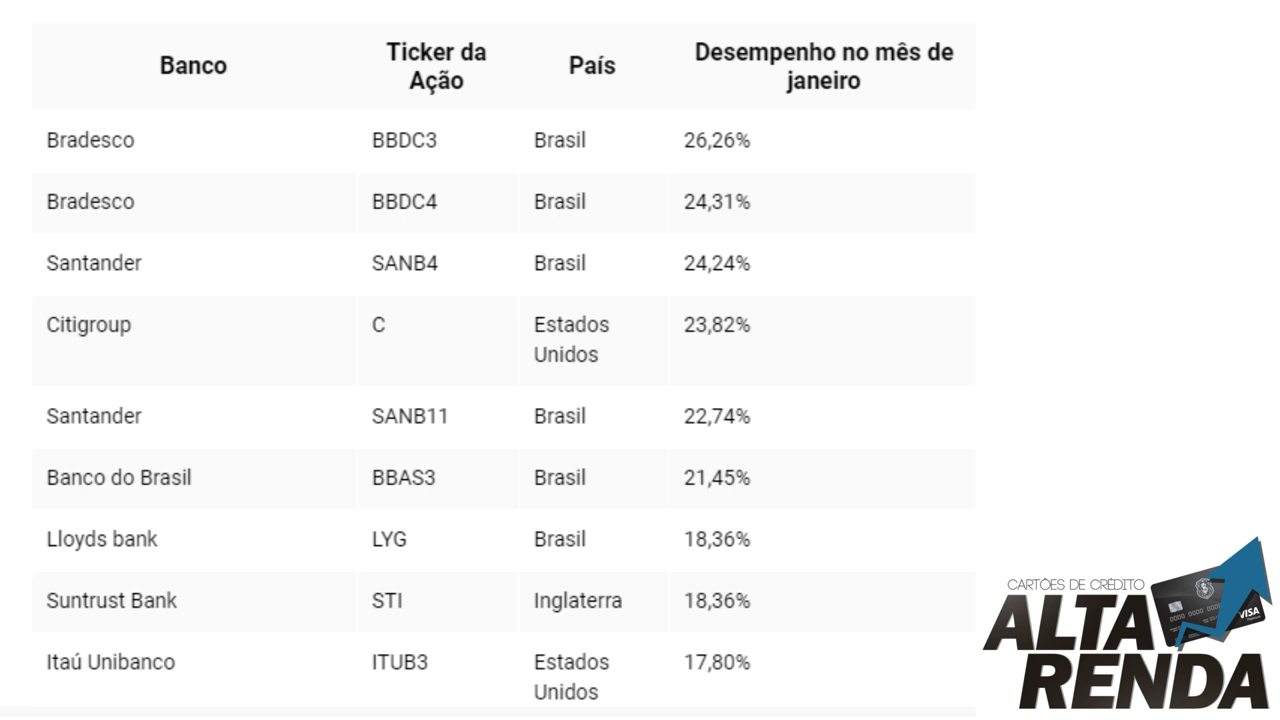 Banco Ticker da Ação País Desempenho no mês de janeiro
Bradesco BBDC3 Brasil 26,26%
Bradesco BBDC4 Brasil 24,31%
Santander SANB4 Brasil 24,24%
Citigroup C Estados Unidos 23,82%
Santander SANB11 Brasil 22,74%
Banco do Brasil BBAS3 Brasil 21,45%
Lloyds bank LYG Brasil 18,36%
Suntrust Bank STI Inglaterra 18,36%
Itaú Unibanco ITUB3 Estados Unidos 17,80%
CARTÕES DE CRÉDITO
ALTA
RENDA
VISA